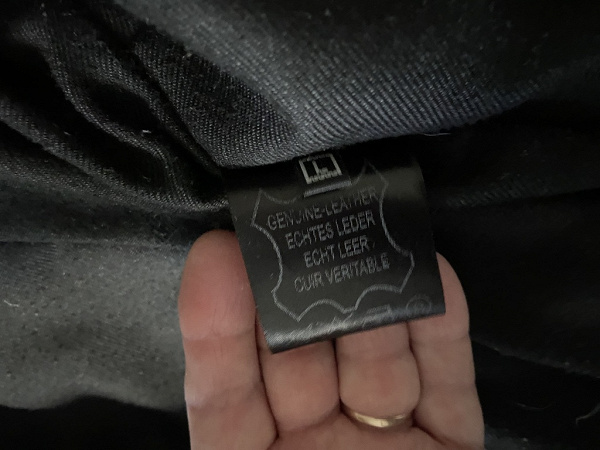 GENUINE-LEATHER
ECHTES LEDER
ECHT LEER
CUIR VERITABLE